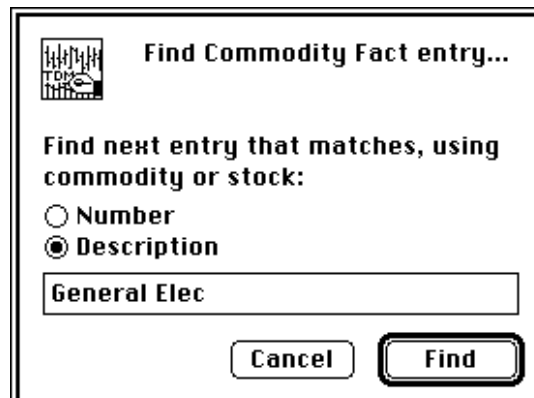 TDM
Find Commodity Fact entry...
Find next entry that matches, using
commodity or stock:
Number
Description
General Elec
Cancel
Find